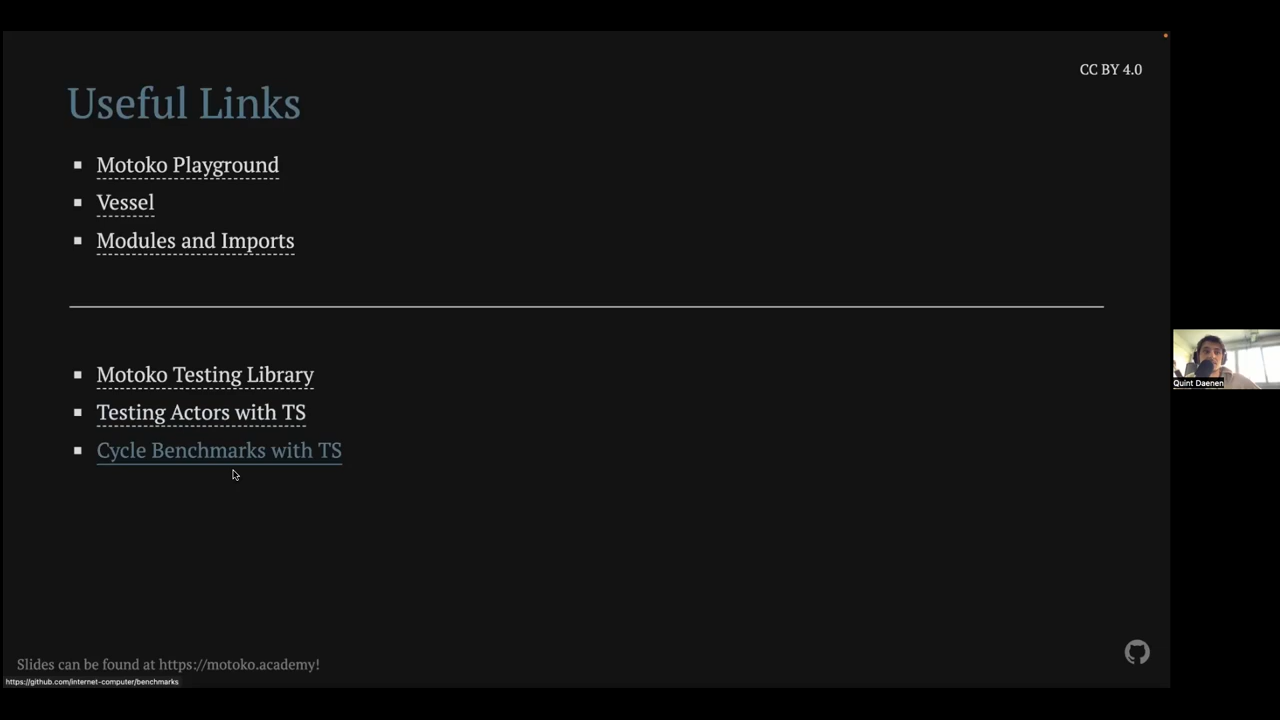 CC BY 4.0
Useful Links
Motoko Playground
Vessel
Modules and Imports
Motoko Testing Library
Testing Actors with TS
Cycle Benchmarks with TS
Quint Daenen
Slides can be found at https://motoko.academy!
https://github.com/internet-computer/benchmarks